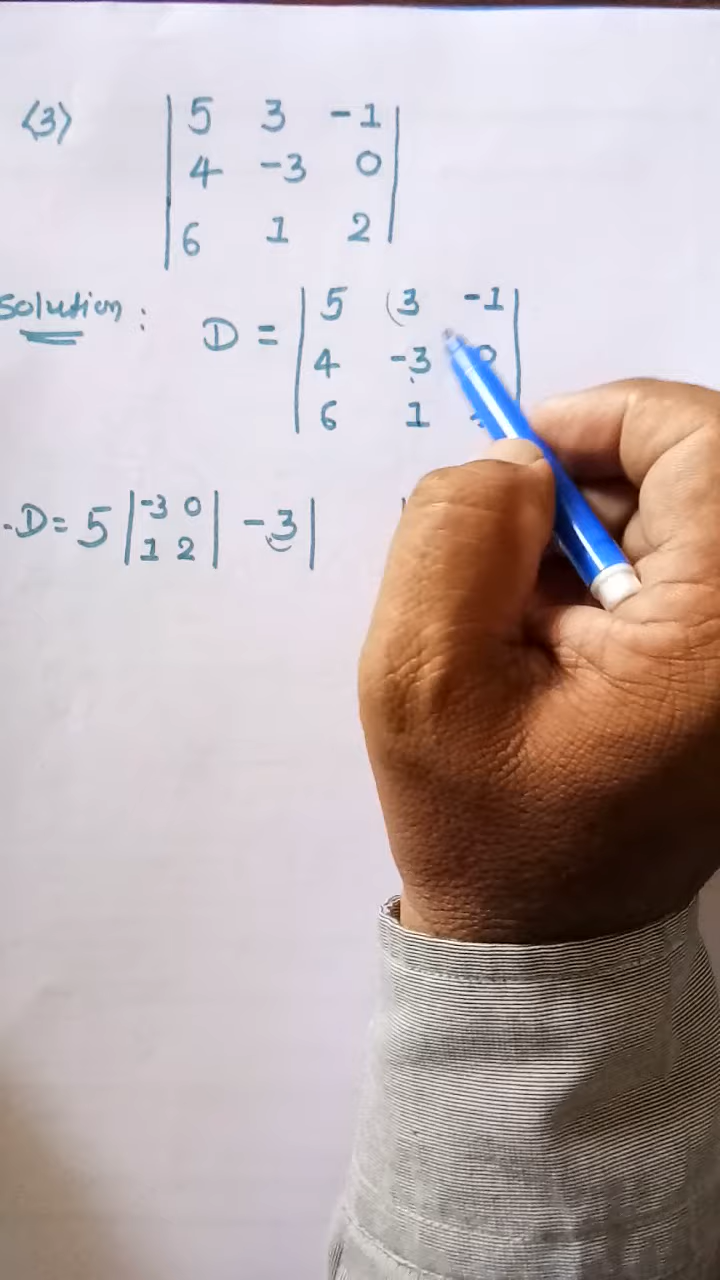 <3> | 5 3 -1 |
| 4 -3 0 |
| 6 1 2 |
Solution : D = | 5 (3 -1 |
| 4 -3 0 |
| 6 1
D = 5 | -3 0 | -3 | |
| 1 2 |